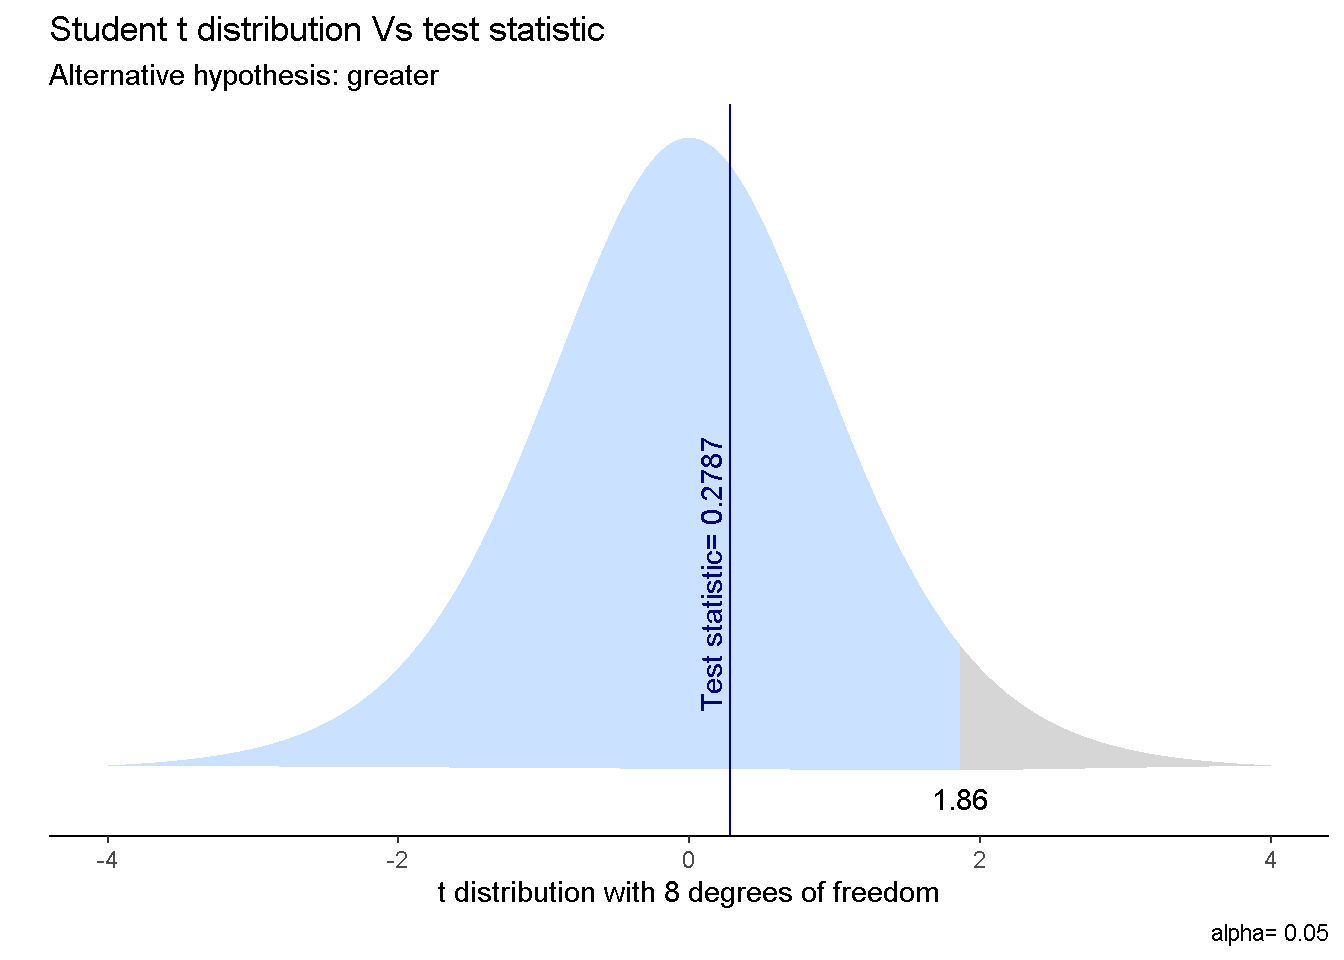 Student t distribution Vs test statistic
Alternative hypothesis: greater
Test statistic= 0.2787
1.86
-4 -2 0 2 4
t distribution with 8 degrees of freedom
alpha= 0.05